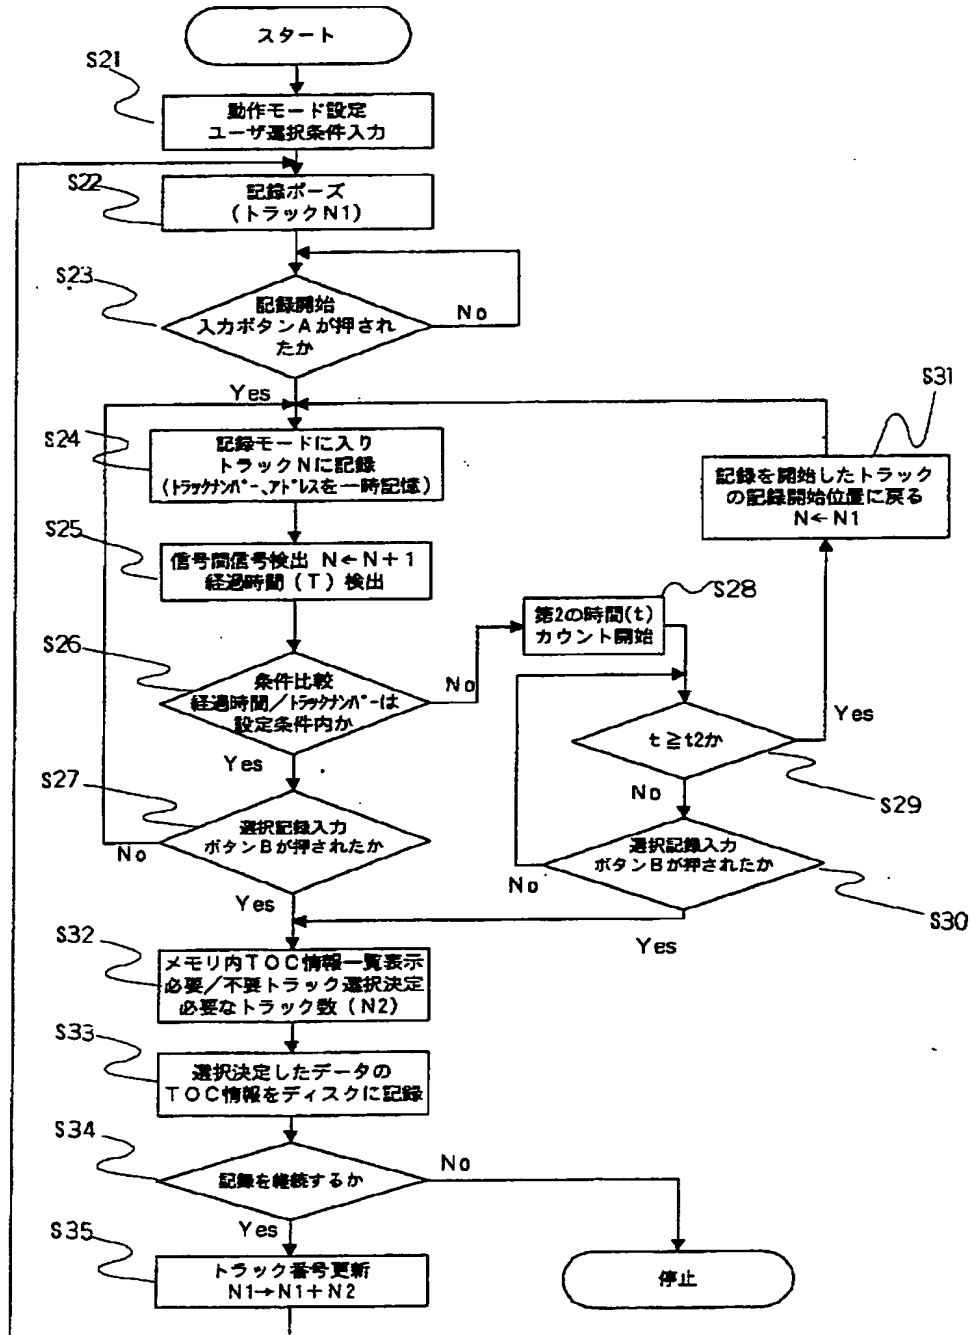 スタート
S21
動作モード設定
ユーザ選択条件入力
S22
記録ポーズ
(トラックN1)
S23
記録開始
入力ボタンAが押され
たか
No
Yes
S24
記録モードに入り
トラックNに記録
(トラックナンバー、アドレスを一時記憶)
S31
記録を開始したトラック
の記録開始位置に戻る
N←N1
S25
信号間信号検出 N←N+1
経過時間(T)検出
S28
第2の時間(t)
カウント開始
S26
条件比較
経過時間/トラックナンバーは
設定条件内か
No
Yes
t≧t2か
Yes
No
S29
S27
選択記録入力
ボタンBが押されたか
No
Yes
選択記録入力
ボタンBが押されたか
No
Yes
S30
S32
メモリ内TOC情報一覧表示
必要/不要トラック選択決定
必要なトラック数(N2)
S33
選択決定したデータの
TOC情報をディスクに記録
S34
記録を継続するか
No
Yes
S35
トラック番号更新
N1→N1+N2
停止